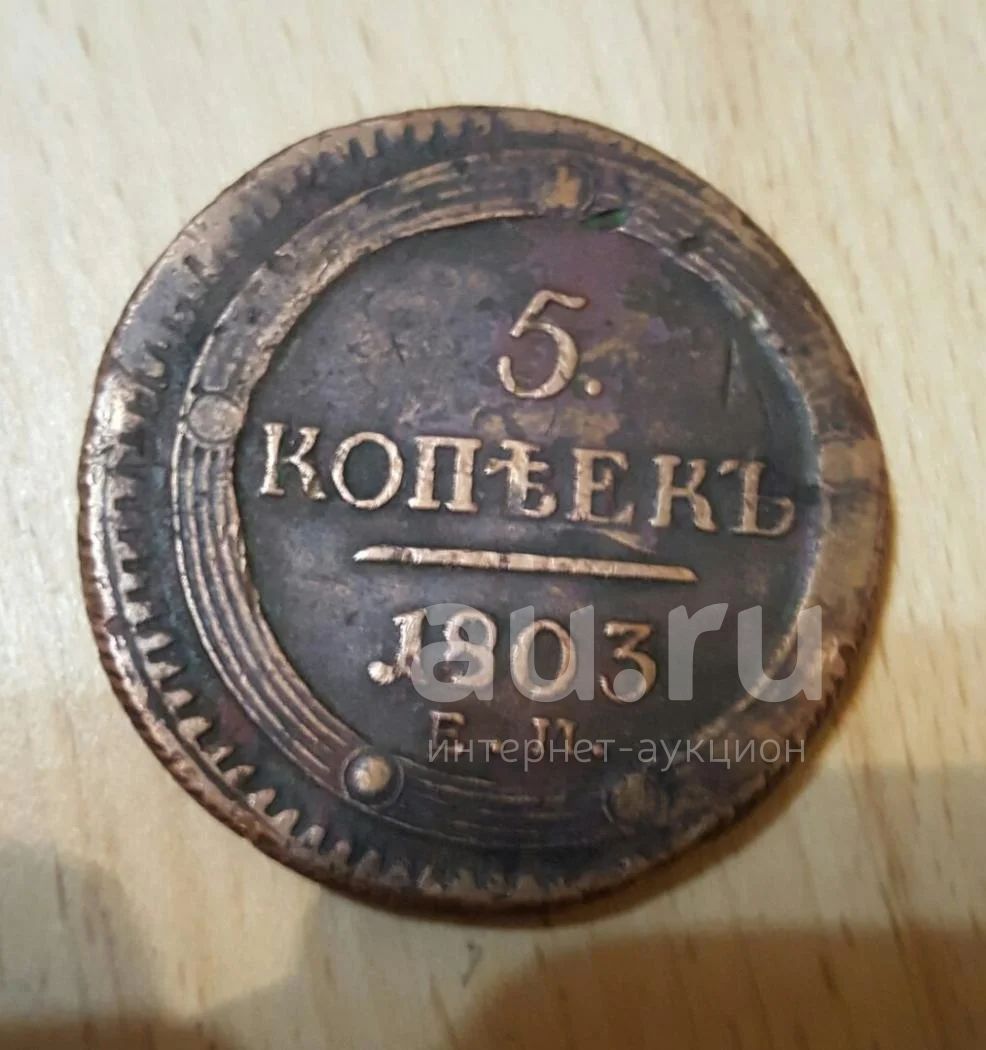 5.
КОПѢЕКЪ
1803
Е. М.
au.ru
интернет-аукцион